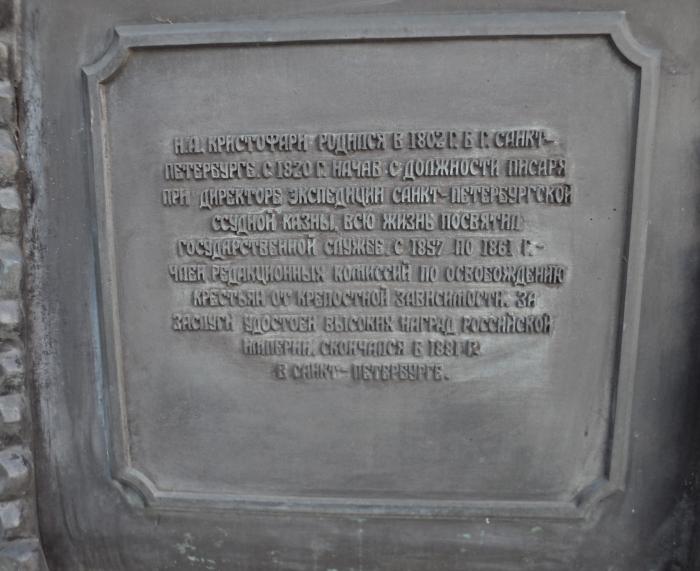 Н.А. КРИСТОФАРИ РОДИЛСЯ В 1802 Г. В Г. САНКТ-
ПЕТЕРБУРГЕ. С 1820 Г. НАЧАВ С ДОЛЖНОСТИ ПИСАРЯ
ПРИ ДИРЕКТОРЕ ЭКСПЕДИЦИИ САНКТ-ПЕТЕРБУРГСКОЙ
ССУДНОЙ КАЗНЫ, ВСЮ ЖИЗНЬ ПОСВЯТИЛ
ГОСУДАРСТВЕННОЙ СЛУЖБЕ. С 1857 ПО 1861 Г.-
ЧЛЕН РЕДАКЦИОННЫХ КОМИССИЙ ПО ОСВОБОЖДЕНИЮ
КРЕСТЬЯН ОТ КРЕПОСТНОЙ ЗАВИСИМОСТИ. ЗА
ЗАСЛУГИ УДОСТОЕН ВЫСОКИХ НАГРАД РОССИЙСКОЙ
ИМПЕРИИ. СКОНЧАЛСЯ В 1881 Г.
В САНКТ-ПЕТЕРБУРГЕ.